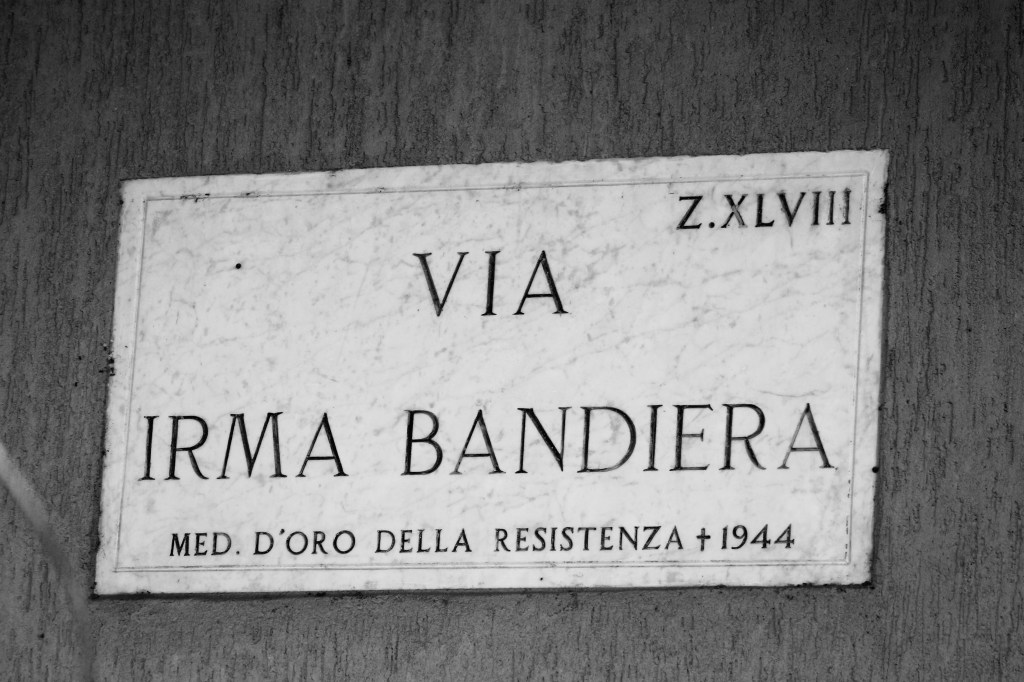 Z.XLVIII
VIA
IRMA BANDIERA
MED. D'ORO DELLA RESISTENZA † 1944